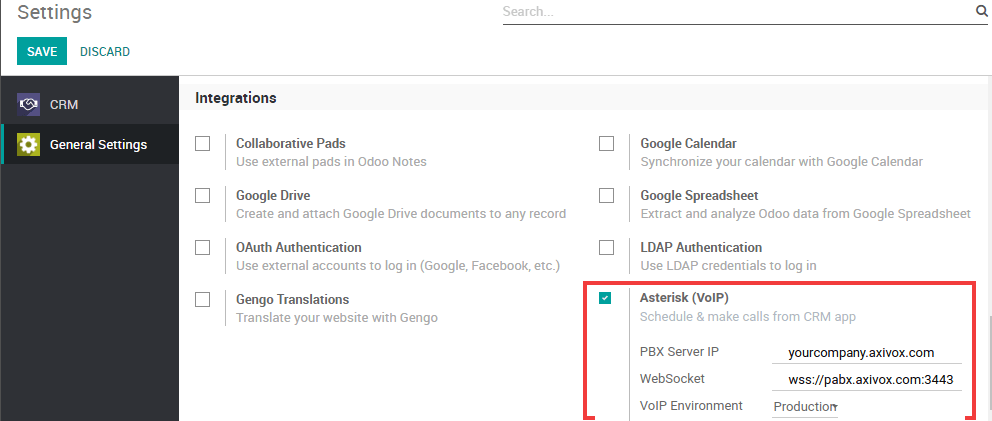 Settings
Search...
SAVE DISCARD
CRM
General Settings
Integrations
Collaborative Pads
Use external pads in Odoo Notes
Google Calendar
Synchronize your calendar with Google Calendar
Google Drive
Create and attach Google Drive documents to any record
Google Spreadsheet
Extract and analyze Odoo data from Google Spreadsheet
OAuth Authentication
Use external accounts to log in (Google, Facebook, etc.)
LDAP Authentication
Use LDAP credentials to log in
Gengo Translations
Translate your website with Gengo
Asterisk (VoIP)
Schedule & make calls from CRM app
PBX Server IP yourcompany.axivox.com
WebSocket wss://pabx.axivox.com:3443
VoIP Environment Production